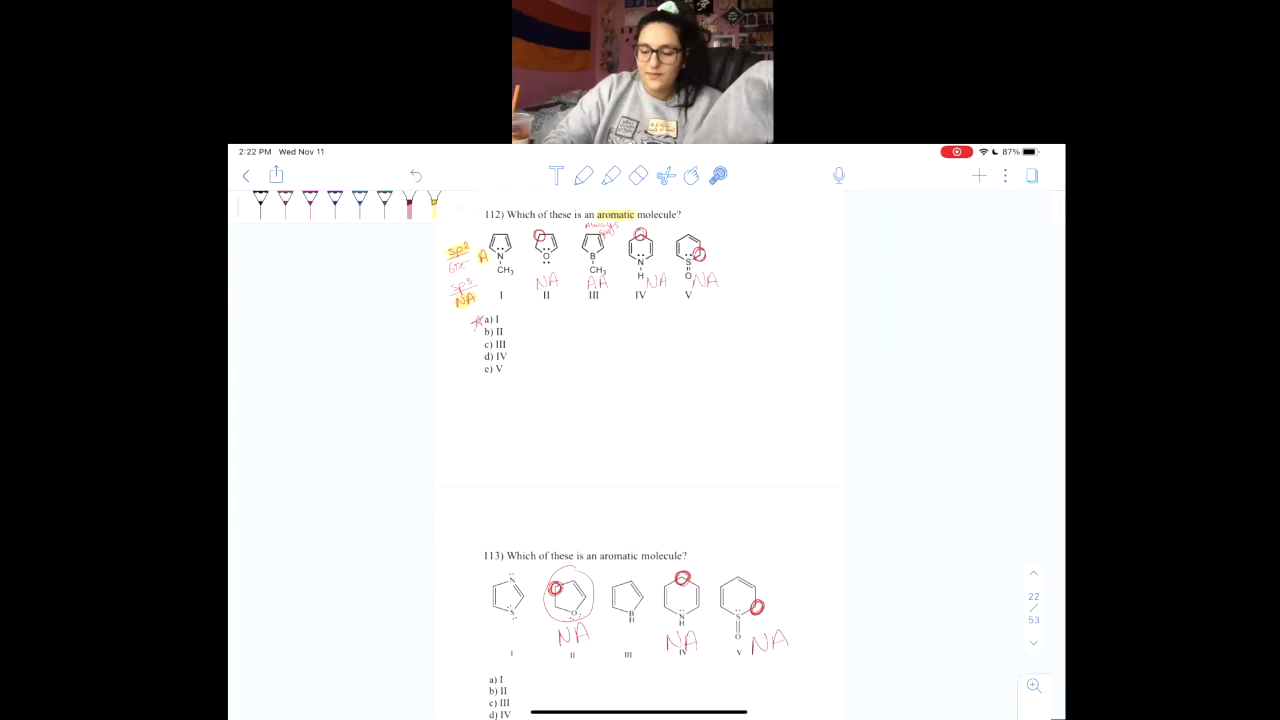 2:22 PM Wed Nov 11
87%
T
112) Which of these is an aromatic molecule?
Always
sp2
6πe-
sp3
NA
A
N
CH3
O
NA
B
CH3
AA
N
H
NA
S
O
NA
I II III IV V
a) I
b) II
c) III
d) IV
e) V
113) Which of these is an aromatic molecule?
N
S
O
NA
B
H
N
H
NA
S
O
NA
I II III IV V
a) I
b) II
c) III
d) IV
22
/
53